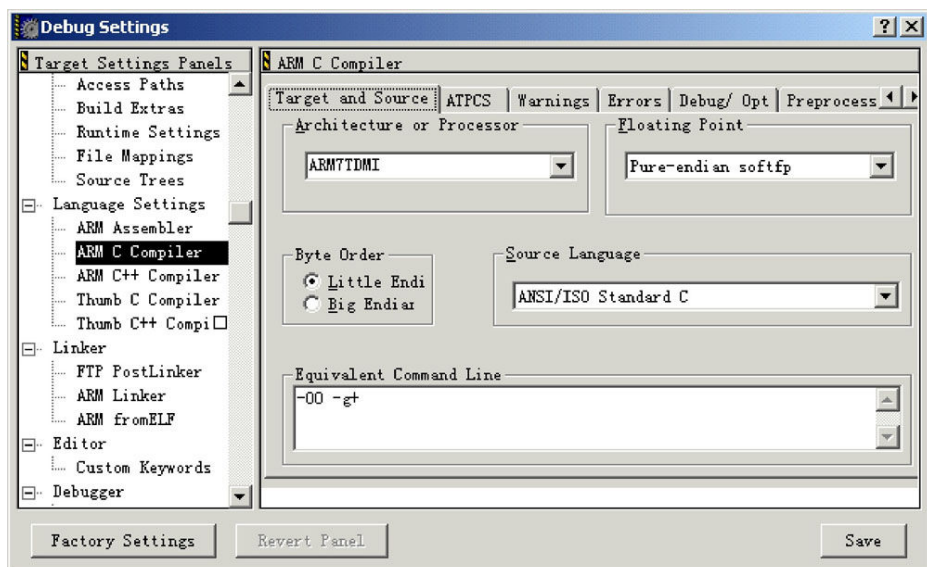 Debug Settings
Target Settings Panels
Access Paths
Build Extras
Runtime Settings
File Mappings
Source Trees
Language Settings
ARM Assembler
ARM C Compiler
ARM C++ Compiler
Thumb C Compiler
Thumb C++ Compi
Linker
FTP PostLinker
ARM Linker
ARM fromELF
Editor
Custom Keywords
Debugger
ARM C Compiler
Target and Source ATPCS Warnings Errors Debug/ Opt Preprocess
Architecture or Processor
ARM7TDMI
Floating Point
Pure-endian softfp
Byte Order
Little Endi
Big Endiar
Source Language
ANSI/ISO Standard C
Equivalent Command Line
-O0 -g+
Factory Settings Revert Panel Save